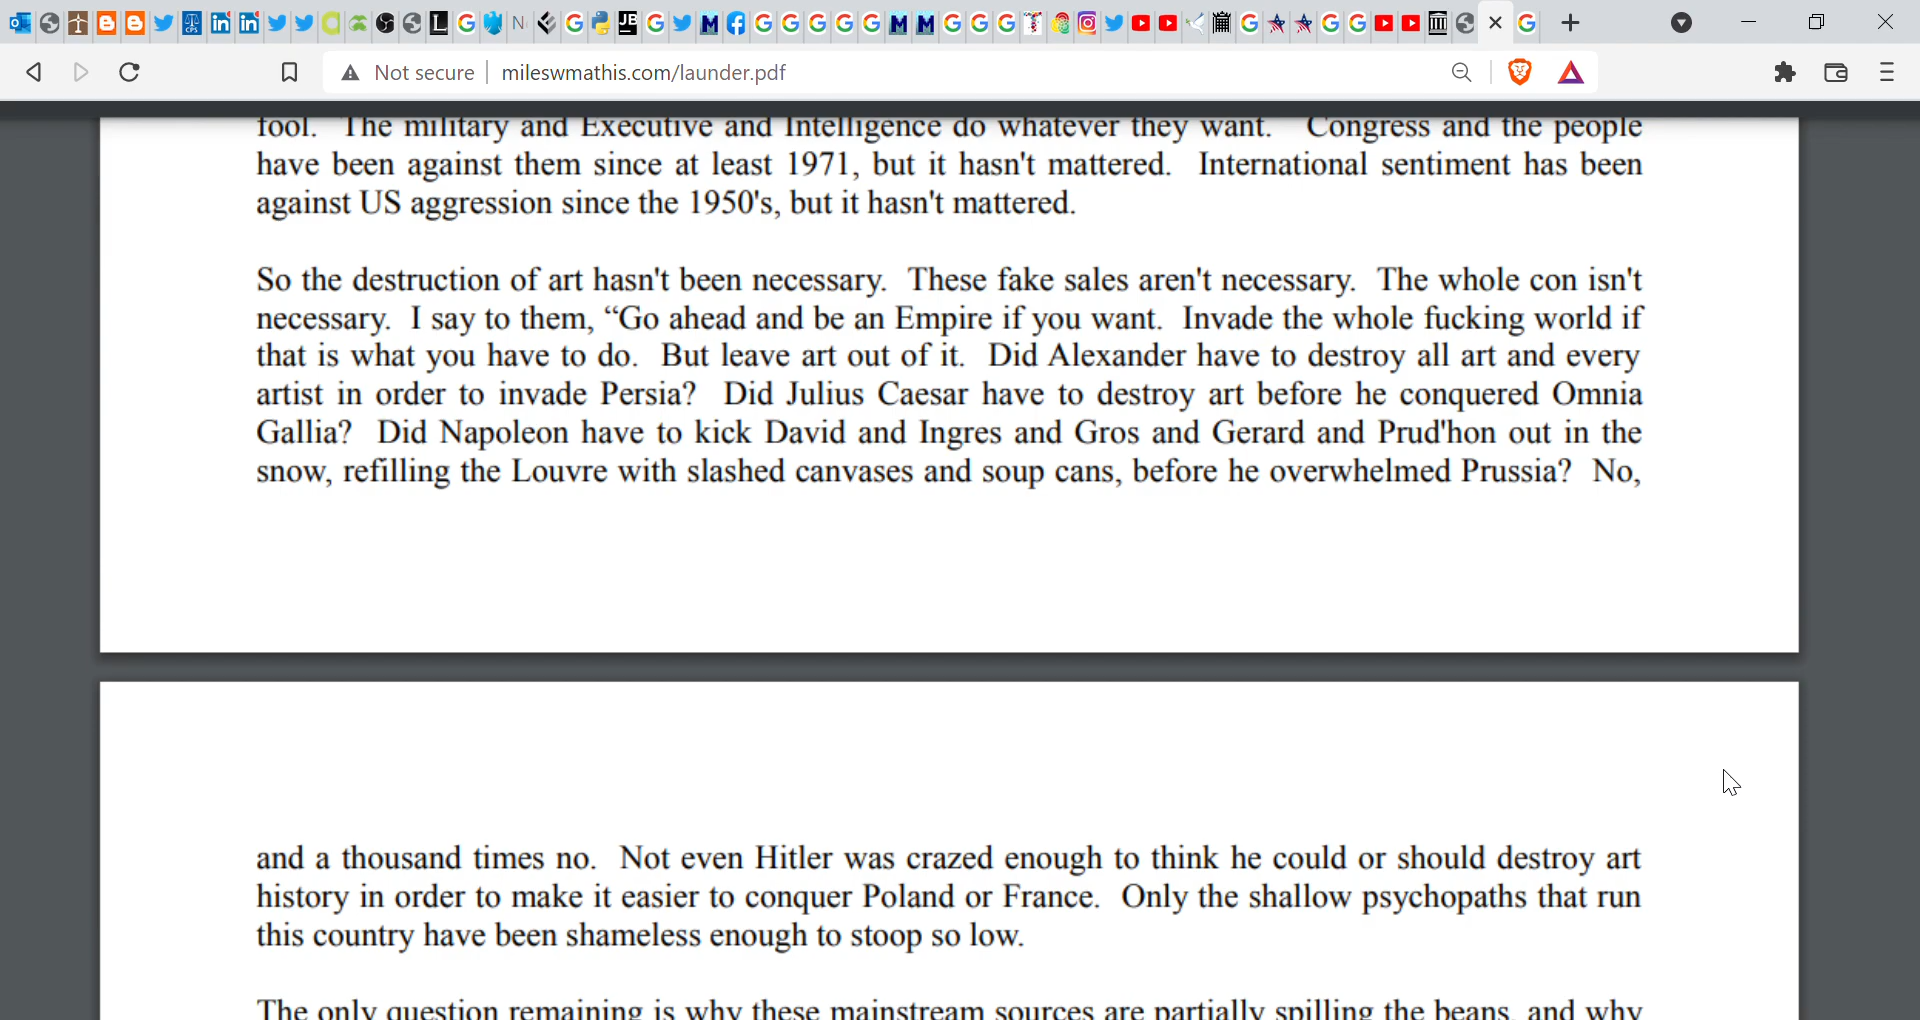 Not secure
mileswmathis.com/launder.pdf
fool. The military and Executive and Intelligence do whatever they want. Congress and the people
have been against them since at least 1971, but it hasn't mattered. International sentiment has been
against US aggression since the 1950's, but it hasn't mattered.
So the destruction of art hasn't been necessary. These fake sales aren't necessary. The whole con isn't
necessary. I say to them, “Go ahead and be an Empire if you want. Invade the whole fucking world if
that is what you have to do. But leave art out of it. Did Alexander have to destroy all art and every
artist in order to invade Persia? Did Julius Caesar have to destroy art before he conquered Omnia
Gallia? Did Napoleon have to kick David and Ingres and Gros and Gerard and Prud'hon out in the
snow, refilling the Louvre with slashed canvases and soup cans, before he overwhelmed Prussia? No,
and a thousand times no. Not even Hitler was crazed enough to think he could or should destroy art
history in order to make it easier to conquer Poland or France. Only the shallow psychopaths that run
this country have been shameless enough to stoop so low.
The only question remaining is why these mainstream sources are partially spilling the beans, and why